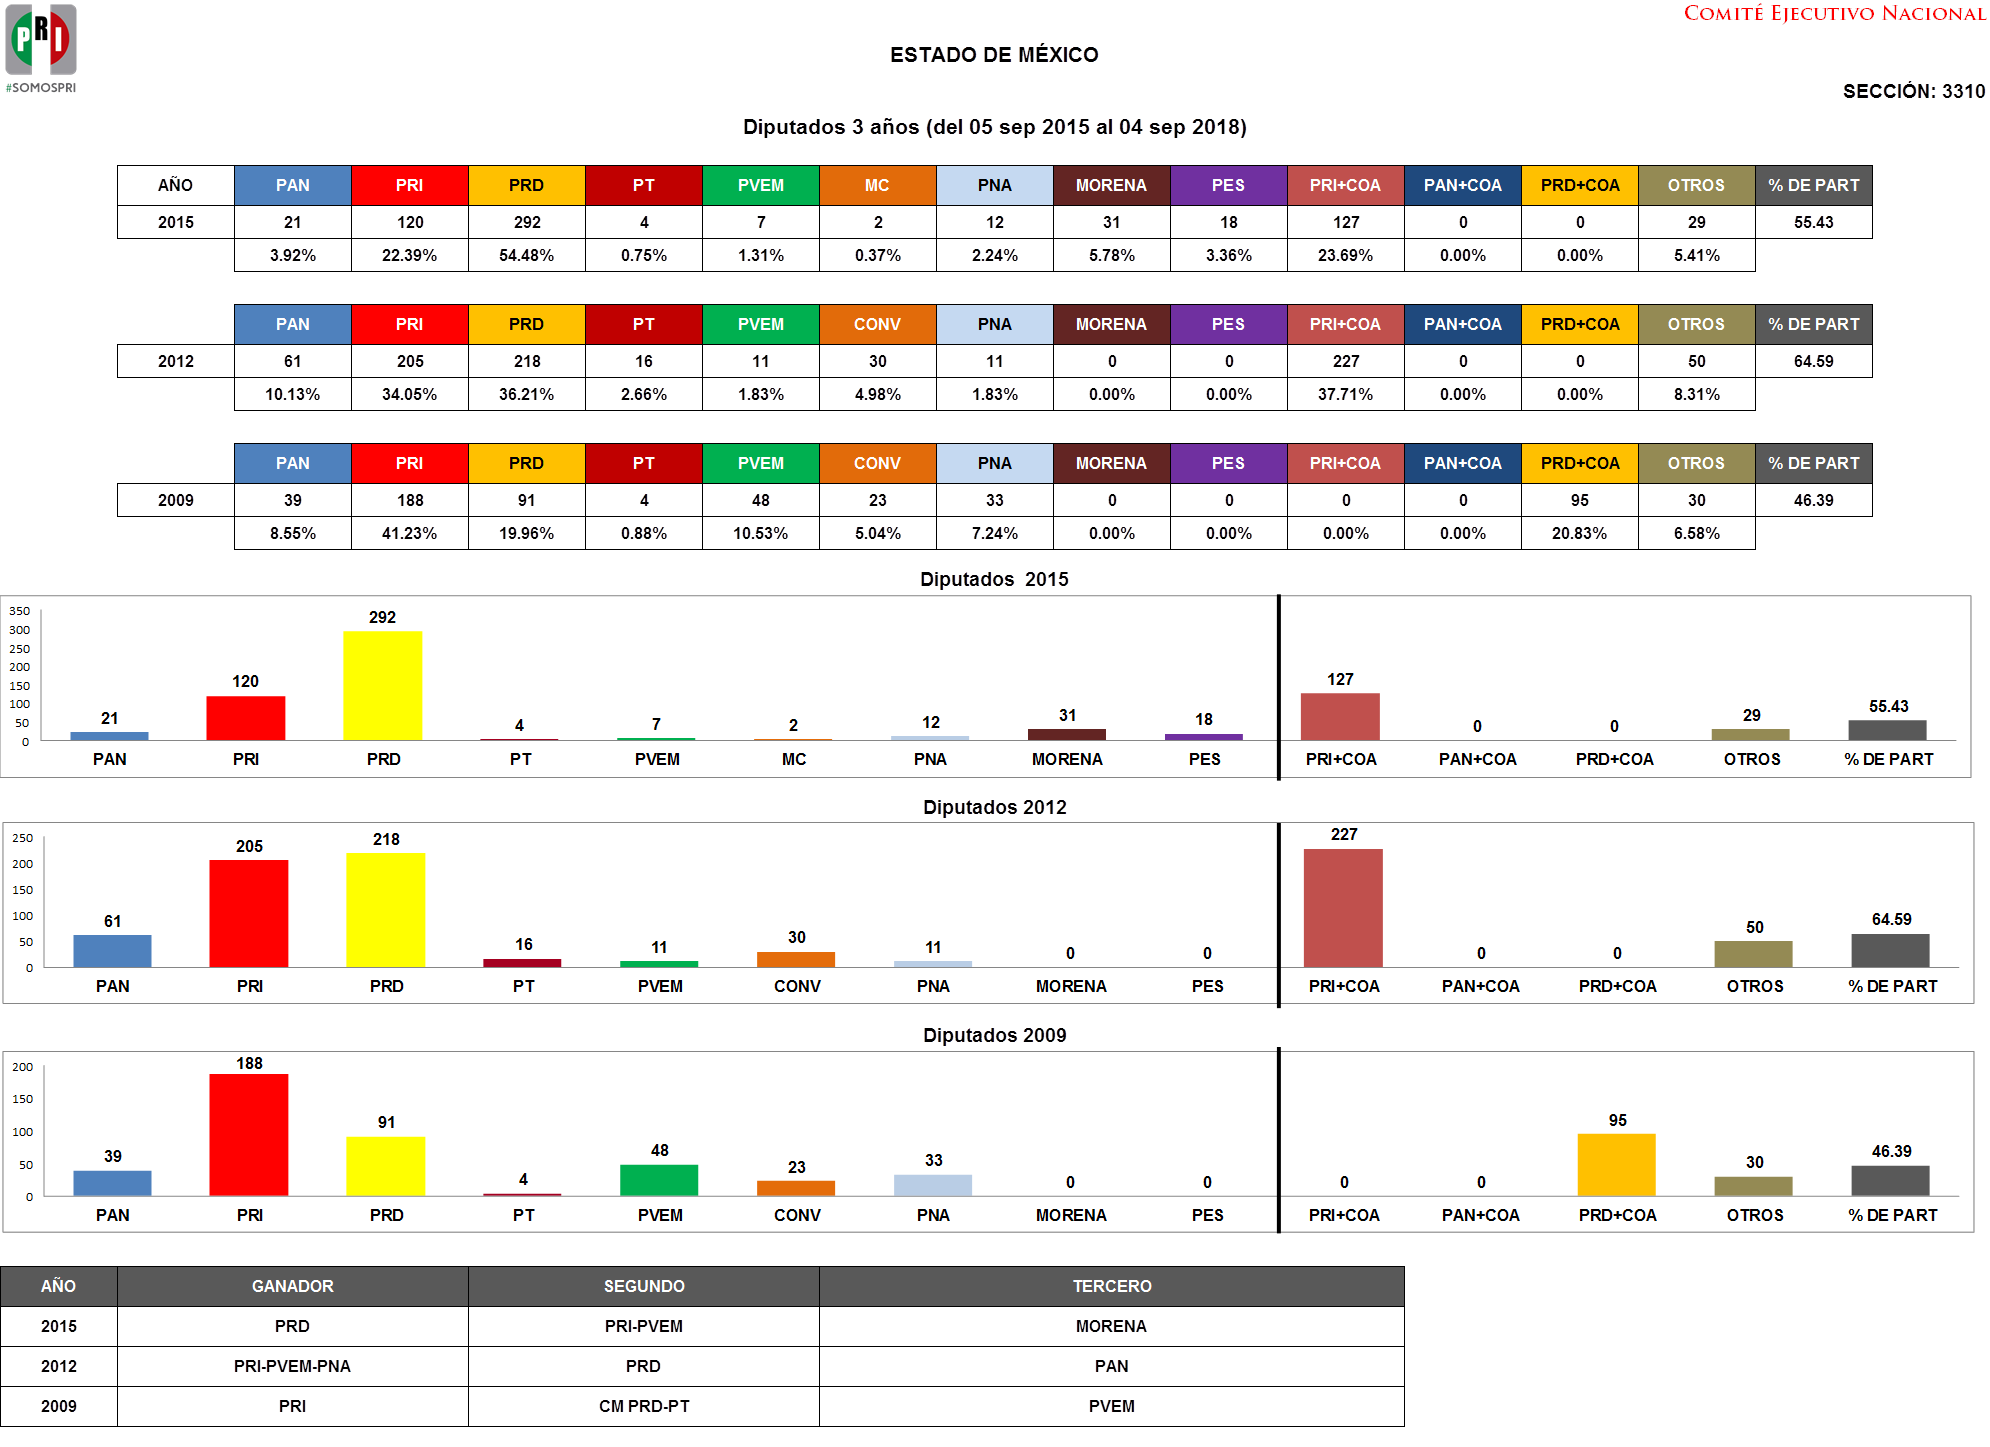 PRI
#SOMOSPRI
COMITÉ EJECUTIVO NACIONAL
ESTADO DE MÉXICO
SECCIÓN: 3310
Diputados 3 años (del 05 sep 2015 al 04 sep 2018)
AÑO PAN PRI PRD PT PVEM MC PNA MORENA PES PRI+COA PAN+COA PRD+COA OTROS % DE PART
2015 21 120 292 4 7 2 12 31 18 127 0 0 29 55.43
3.92% 22.39% 54.48% 0.75% 1.31% 0.37% 2.24% 5.78% 3.36% 23.69% 0.00% 0.00% 5.41%
PAN PRI PRD PT PVEM CONV PNA MORENA PES PRI+COA PAN+COA PRD+COA OTROS % DE PART
2012 61 205 218 16 11 30 11 0 0 227 0 0 50 64.59
10.13% 34.05% 36.21% 2.66% 1.83% 4.98% 1.83% 0.00% 0.00% 37.71% 0.00% 0.00% 8.31%
PAN PRI PRD PT PVEM CONV PNA MORENA PES PRI+COA PAN+COA PRD+COA OTROS % DE PART
2009 39 188 91 4 48 23 33 0 0 0 0 95 30 46.39
8.55% 41.23% 19.96% 0.88% 10.53% 5.04% 7.24% 0.00% 0.00% 0.00% 0.00% 20.83% 6.58%
Diputados 2015
350
300
250
200
150
100
50
0
21 120 292 4 7 2 12 31 18 127 0 0 29 55.43
PAN PRI PRD PT PVEM MC PNA MORENA PES PRI+COA PAN+COA PRD+COA OTROS % DE PART
Diputados 2012
250
200
150
100
50
0
61 205 218 16 11 30 11 0 0 227 0 0 50 64.59
PAN PRI PRD PT PVEM CONV PNA MORENA PES PRI+COA PAN+COA PRD+COA OTROS % DE PART
Diputados 2009
200
150
100
50
0
39 188 91 4 48 23 33 0 0 0 0 95 30 46.39
PAN PRI PRD PT PVEM CONV PNA MORENA PES PRI+COA PAN+COA PRD+COA OTROS % DE PART
AÑO GANADOR SEGUNDO TERCERO
2015 PRD PRI-PVEM MORENA
2012 PRI-PVEM-PNA PRD PAN
2009 PRI CM PRD-PT PVEM